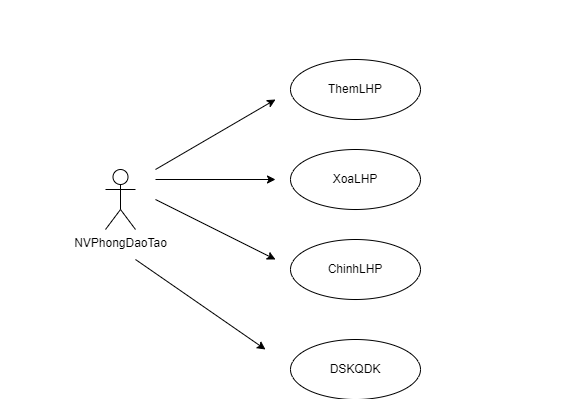 ThemLHP
XoaLHP
NVPhongDaoTao
ChinhLHP
DSKQDK